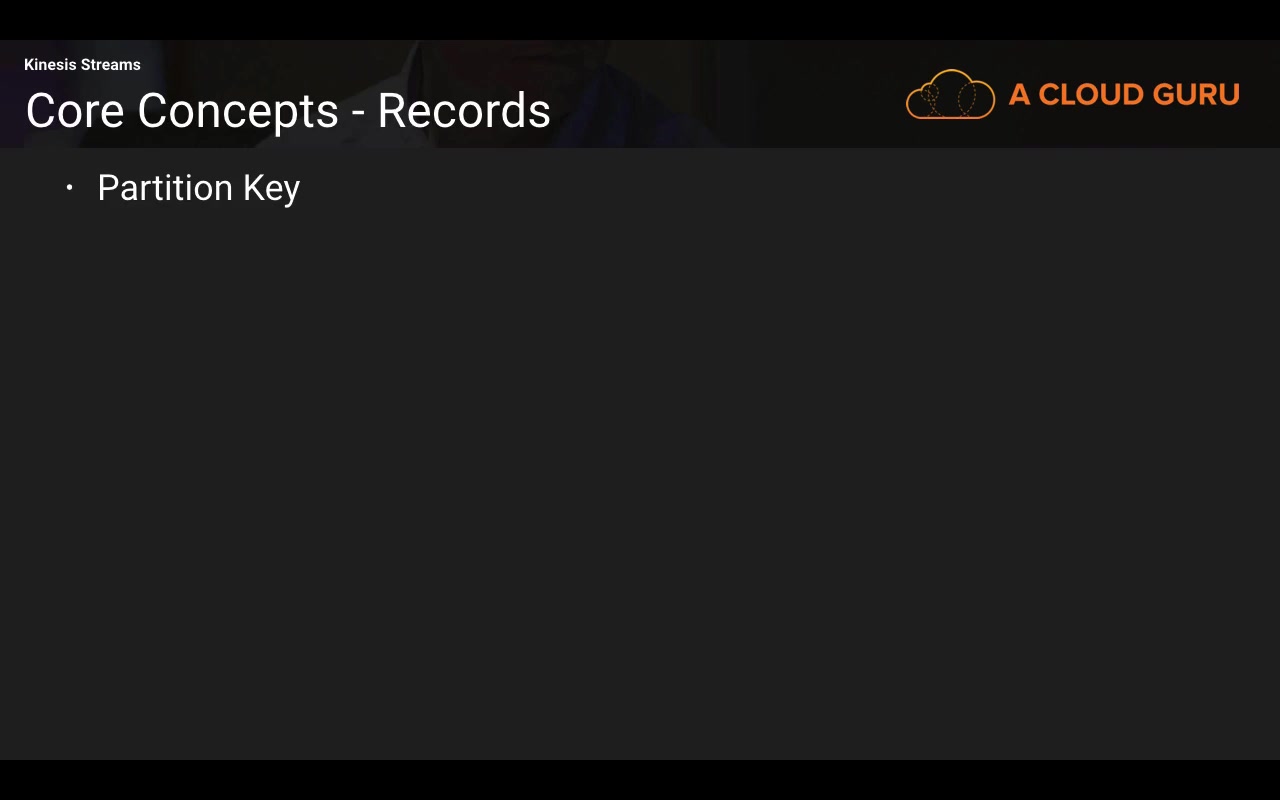 Kinesis Streams
Core Concepts - Records
A CLOUD GURU
• Partition Key